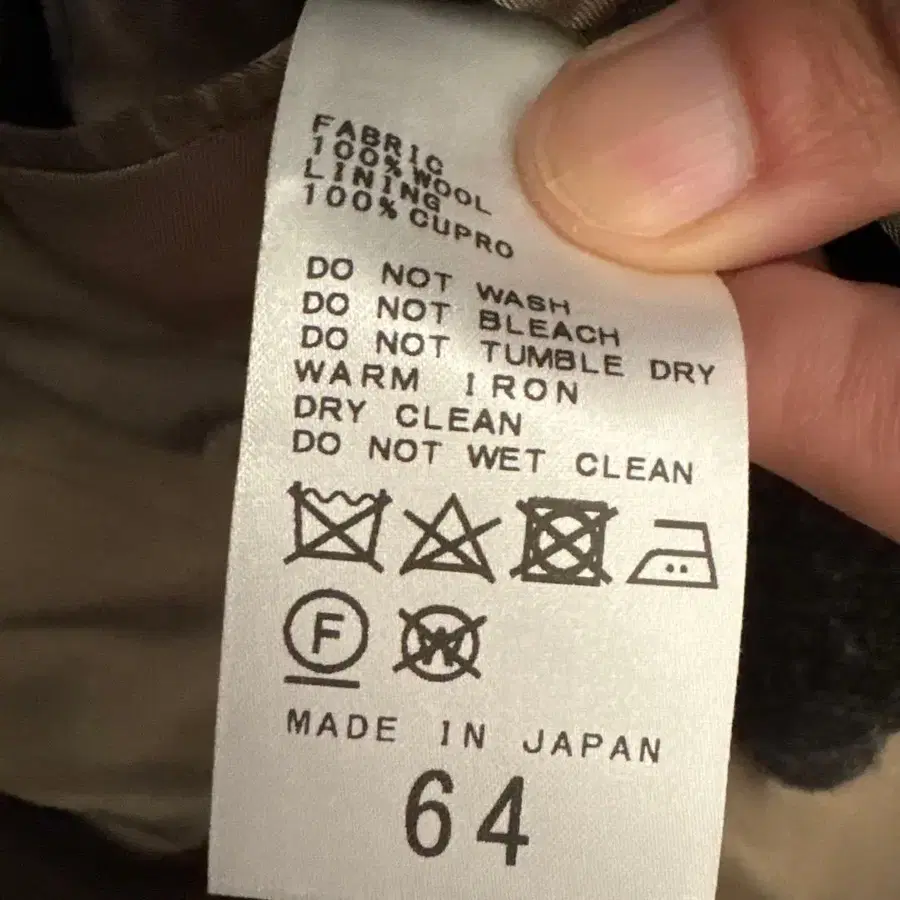 FABRIC
100% WOOL
LINING
100% CUPRO
DO NOT WASH
DO NOT BLEACH
DO NOT TUMBLE DRY
WARM IRON
DRY CLEAN
DO NOT WET CLEAN
F W
MADE IN JAPAN
64